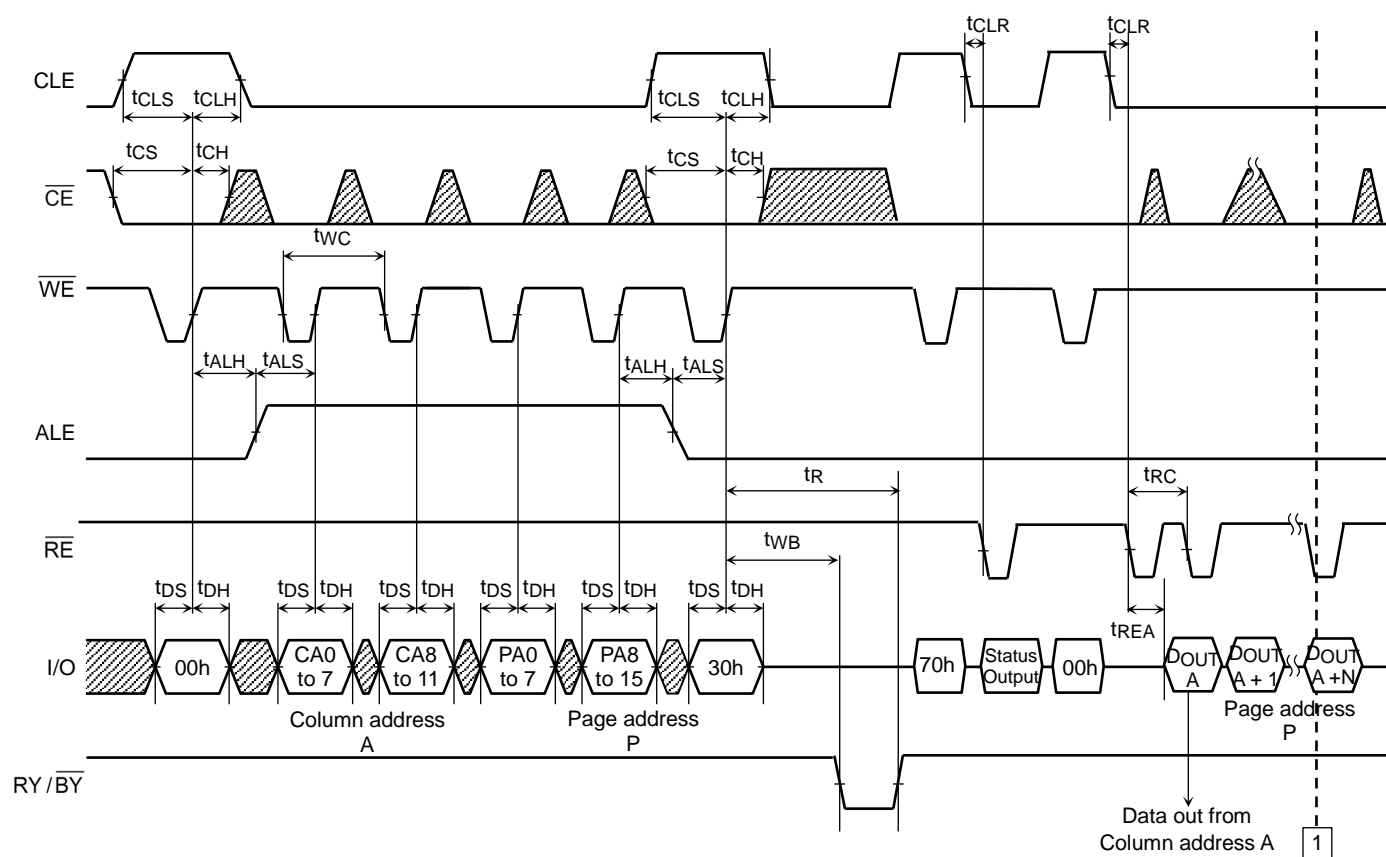 tCLR
tCLR
CLE
tCLS
tCLH
tCLS
tCLH
tCS
tCH
tCS
tCH
CE
tWC
WE
tALH
tALS
tALH
tALS
ALE
tR
tRC
RE
tWB
tDS
tDH
tDS
tDH
tDS
tDH
tDS
tDH
tDS
tDH
tDS
tDH
tREA
I/O
00h
CA0
to 7
CA8
to 11
PA0
to 7
PA8
to 15
30h
70h
Status
Output
00h
DOUT
A
DOUT
A + 1
DOUT
A +N
Column address
A
Page address
P
Page address
P
RY / BY
Data out from
Column address A
1